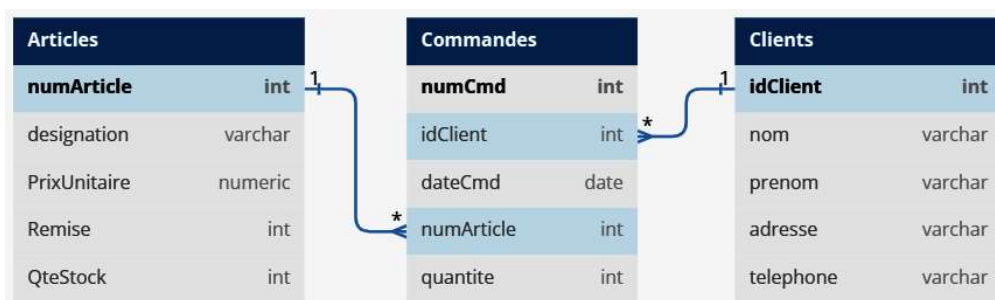 Articles
numArticle int
designation varchar
PrixUnitaire numeric
Remise int
QteStock int
1
*
Commandes
numCmd int
idClient int
dateCmd date
numArticle int
quantite int
1
*
Clients
idClient int
nom varchar
prenom varchar
adresse varchar
telephone varchar